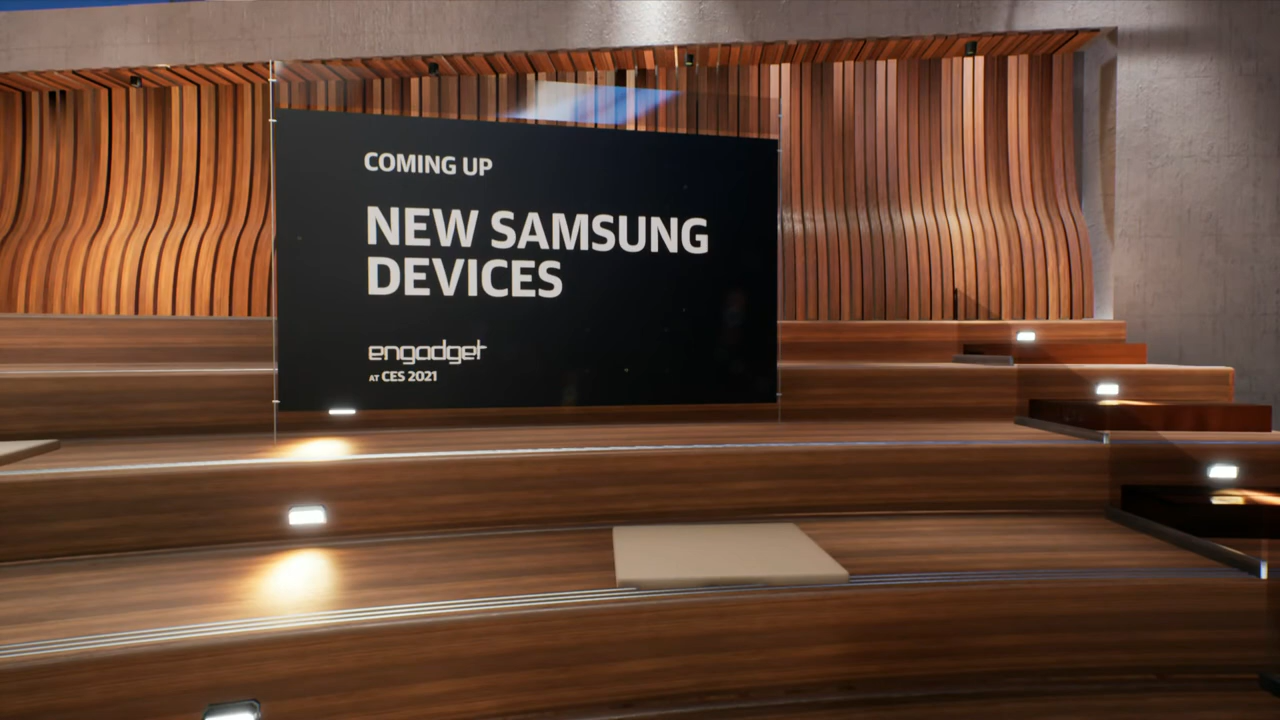 COMING UP
NEW SAMSUNG
DEVICES
engadget
AT CES 2021